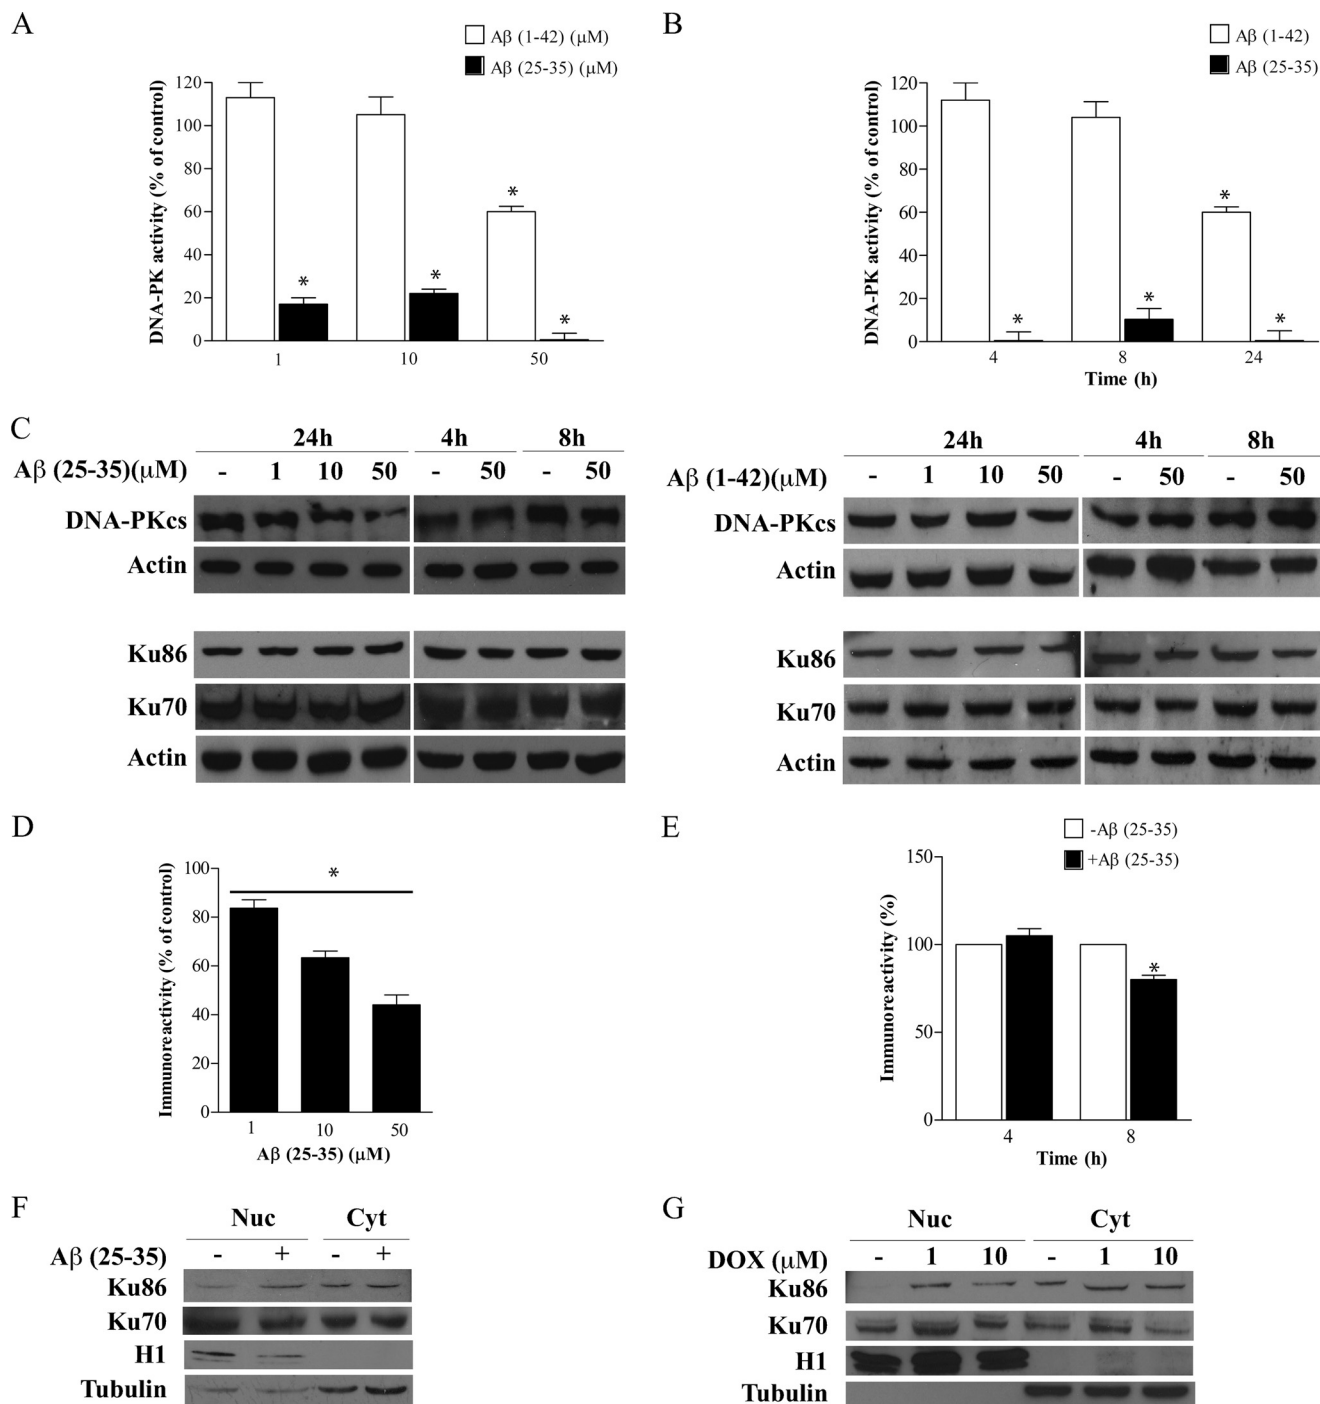 A
Aβ (1-42) (μM)
Aβ (25-35) (μM)
DNA-PK activity (% of control)
120
100
80
60
40
20
0
*
*
*
*
1
10
50
B
Aβ (1-42)
Aβ (25-35)
DNA-PK activity (% of control)
120
100
80
60
40
20
0
*
*
*
*
4
8
24
Time (h)
C
24h 4h 8h
Aβ (25-35)(μM) - 1 10 50 - 50 - 50
DNA-PKcs
Actin
Ku86
Ku70
Actin
24h 4h 8h
Aβ (1-42)(μM) - 1 10 50 - 50 - 50
DNA-PKcs
Actin
Ku86
Ku70
Actin
D
Immunoreactivity (% of control)
100
80
60
40
20
0
*
1 10 50
Aβ (25-35) (μM)
E
-Aβ (25-35)
+Aβ (25-35)
Immunoreactivity (%)
150
100
50
0
*
4 8
Time (h)
F
Nuc Cyt
Aβ (25-35) - + - +
Ku86
Ku70
H1
Tubulin
G
Nuc Cyt
DOX (μM) - 1 10 - 1 10
Ku86
Ku70
H1
Tubulin